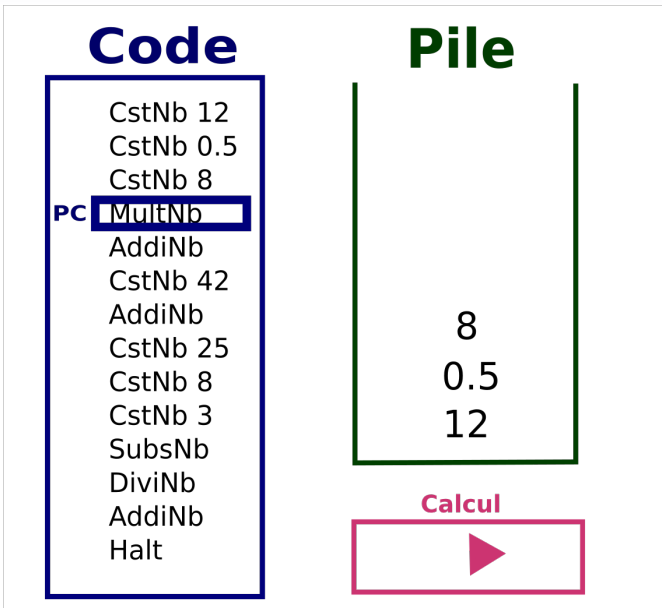 Code
CstNb 12
CstNb 0.5
CstNb 8
PC MultNb
AddiNb
CstNb 42
AddiNb
CstNb 25
CstNb 8
CstNb 3
SubsNb
DiviNb
AddiNb
Halt
Pile
8
0.5
12
Calcul